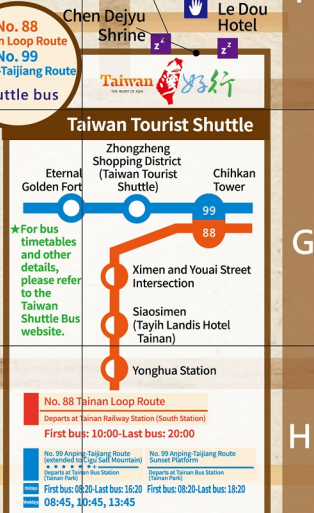 Chen Dejyu
Shrine
Le Dou
Hotel
No. 88
n Loop Route
No. 99
-Taijiang Route
uttle bus
z z
z z
Taiwan
THE HEART OF ASIA
好行
Taiwan Tourist Shuttle
Zhongzheng
Shopping District
(Taiwan Tourist
Shuttle)
Eternal
Golden Fort
Chihkan
Tower
99
88
★For bus
timetables
and other
details,
please refer
to the
Taiwan
Shuttle Bus
website.
G
Ximen and Youai Street
Intersection
Siaosimen
(Tayih Landis Hotel
Tainan)
Yonghua Station
No. 88 Tainan Loop Route
Departs at Tainan Railway Station (South Station)
First bus: 10:00-Last bus: 20:00
H
No. 99 Anping-Taijiang Route
(extended to Cigu Salt Mountain)
Departs at Tainan Bus Station
(Tainan Park)
No. 99 Anping-Taijiang Route
Sunset Platform
Departs at Tainan Bus Station
(Tainan Park)
Holidays First bus: 08:20-Last bus: 16:20 First bus: 08:20-Last bus: 18:20
Weekdays 08:45, 10:45, 13:45